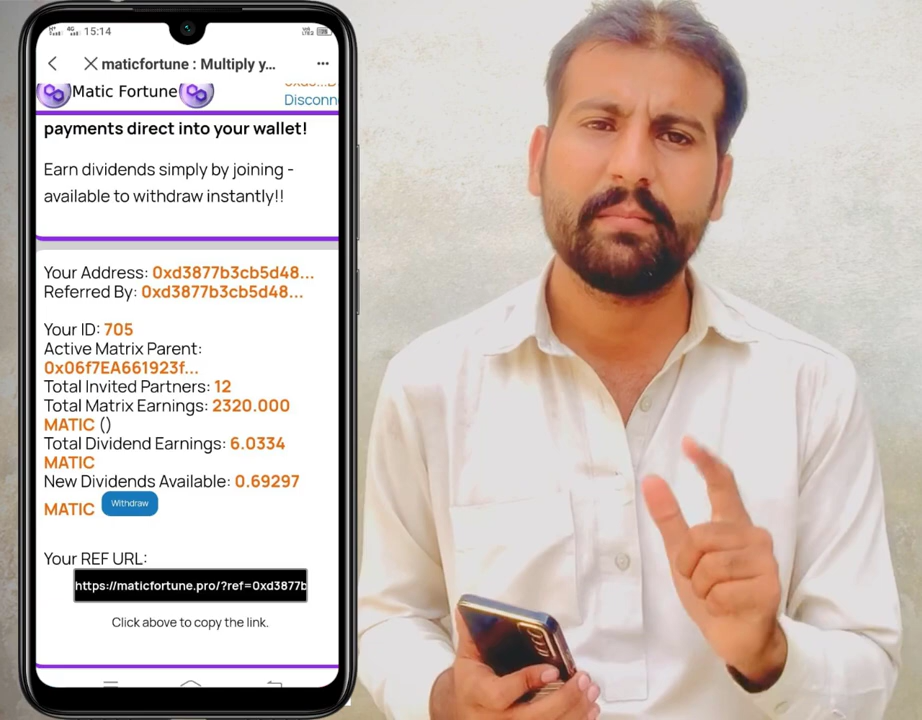 15:14
maticfortune : Multiply y...
Matic Fortune
Disconn
payments direct into your wallet!
Earn dividends simply by joining -
available to withdraw instantly!!
Your Address: 0xd3877b3cb5d48...
Referred By: 0xd3877b3cb5d48...
Your ID: 705
Active Matrix Parent:
0x06f7EA661923f...
Total Invited Partners: 12
Total Matrix Earnings: 2320.000
MATIC ()
Total Dividend Earnings: 6.0334
MATIC
New Dividends Available: 0.69297
MATIC Withdraw
Your REF URL:
https://maticfortune.pro/?ref=0xd3877b
Click above to copy the link.